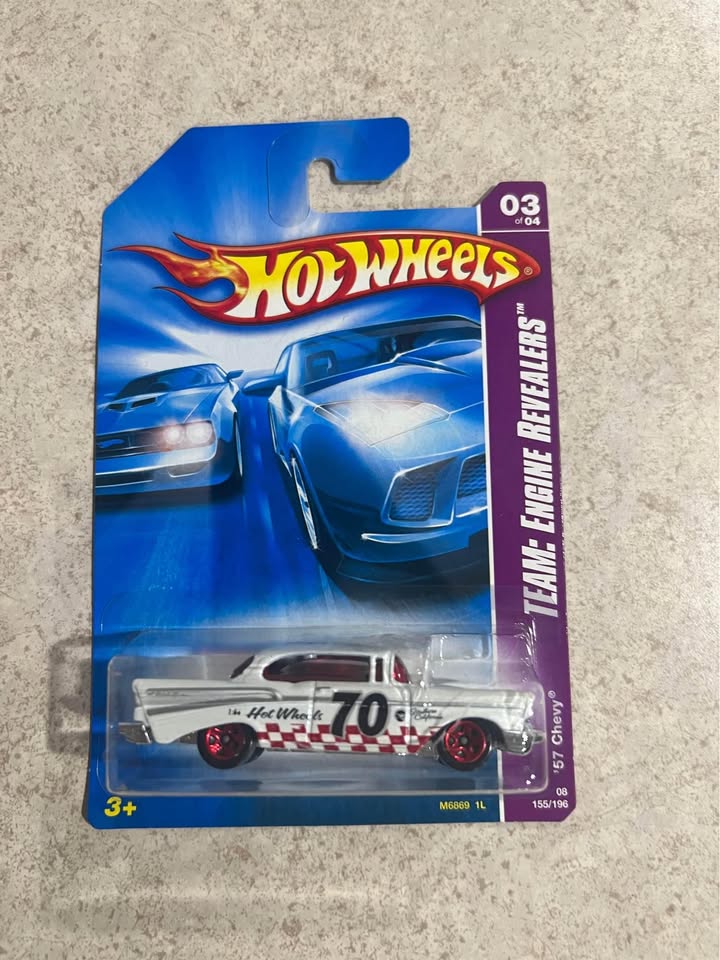 03
of 04
HOT WHEELS®
TEAM: ENGINE REVEALERS™
Hot Wheels
70
'57 Chevy®
3+
M6869 1L
08
155/196